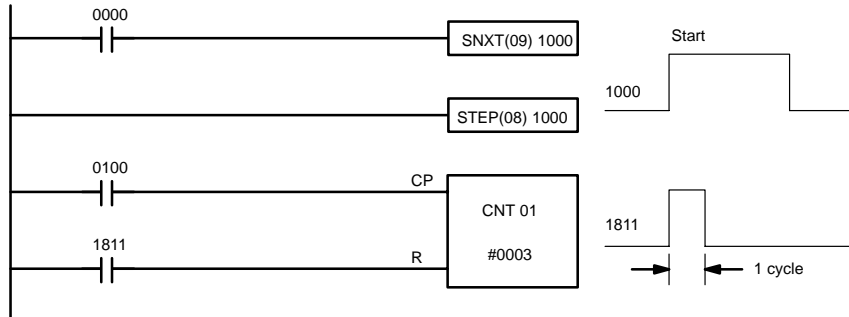 0000
SNXT(09) 1000
Start
1000
STEP(08) 1000
0100
CP
CNT 01
1811
1811
R
#0003
1 cycle